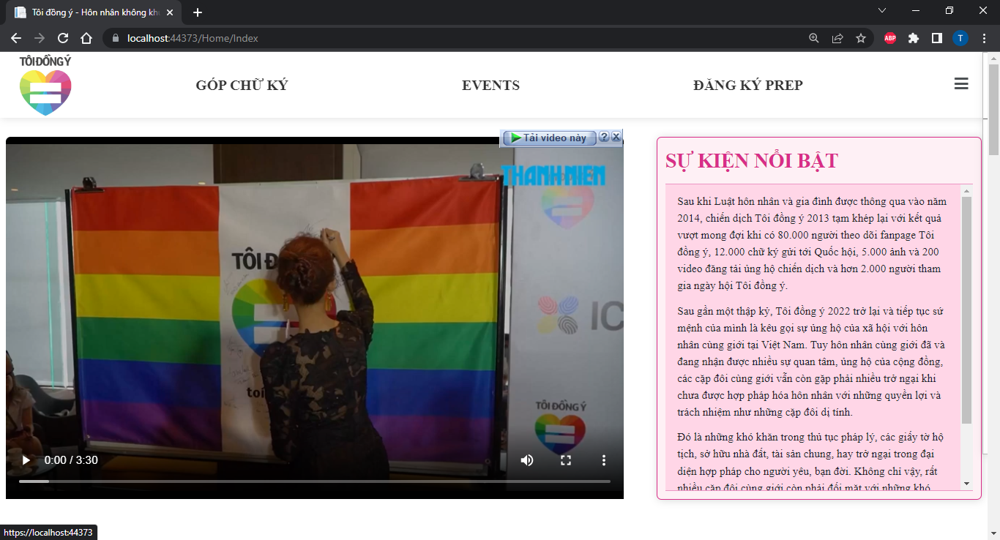 Tôi đồng ý - Hôn nhân không kh
localhost:44373/Home/Index
ABP
T
TÔI ĐỒNG Ý
GÓP CHỮ KÝ
EVENTS
ĐĂNG KÝ PREP
Tải video này
?
X
THANH NIEN
TÔI Đ
IC
TÔI ĐỒNG Ý
toi
0:00 / 3:30
SỰ KIỆN NỔI BẬT
Sau khi Luật hôn nhân và gia đình được thông qua vào năm
2014, chiến dịch Tôi đồng ý 2013 tạm khép lại với kết quả
vượt mong đợi khi có 80.000 người theo dõi fanpage Tôi
đồng ý, 12.000 chữ ký gửi tới Quốc hội, 5.000 ảnh và 200
video đăng tải ủng hộ chiến dịch và hơn 2.000 người tham
gia ngày hội Tôi đồng ý.
Sau gần một thập kỷ, Tôi đồng ý 2022 trở lại và tiếp tục sứ
mệnh của mình là kêu gọi sự ủng hộ của xã hội với hôn
nhân cùng giới tại Việt Nam. Tuy hôn nhân cùng giới đã và
đang nhận được nhiều sự quan tâm, ủng hộ của cộng đồng,
các cặp đôi cùng giới vẫn còn gặp phải nhiều trở ngại khi
chưa được hợp pháp hóa hôn nhân với những quyền lợi và
trách nhiệm như những cặp đôi dị tính.
Đó là những khó khăn trong thủ tục pháp lý, các giấy tờ hộ
tịch, sở hữu nhà đất, tài sản chung, hay trở ngại trong đại
diện hợp pháp cho người yêu, bạn đời. Không chỉ vậy, rất
nhiều cặp đôi cùng giới còn phải đối mặt với những khó
https://localhost:44373